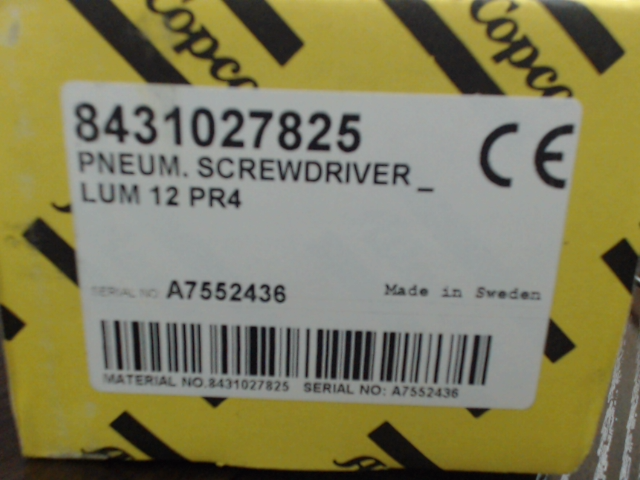 Copco
Copco
8431027825
CE
PNEUM. SCREWDRIVER_
LUM 12 PR4
SERIAL NO. A7552436
Made in Sweden
MATERIAL NO.8431027825 SERIAL NO: A7552436